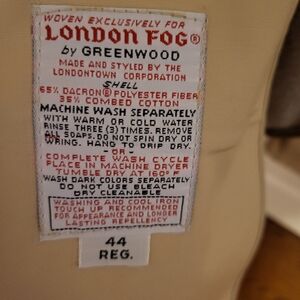 WOVEN EXCLUSIVELY FOR
LONDON FOG®
by GREENWOOD
MADE AND STYLED BY THE
LONDONTOWN CORPORATION
SHELL
65% DACRON® POLYESTER FIBER
35% COMBED COTTON
MACHINE WASH SEPARATELY
WITH WARM OR COLD WATER
RINSE THREE (3) TIMES. REMOVE
ALL SOAPS. DO NOT SPIN DRY OR
WRING. HANG TO DRIP DRY.
- OR -
COMPLETE WASH CYCLE
PLACE IN MACHINE DRYER
TUMBLE DRY AT 160° F
WASH DARK COLORS SEPARATELY
DO NOT USE BLEACH
DRY CLEANABLE
WASHING AND COOL IRON
TOUCH UP RECOMMENDED
FOR APPEARANCE AND LONGER
LASTING REPELLENCY
44
REG.